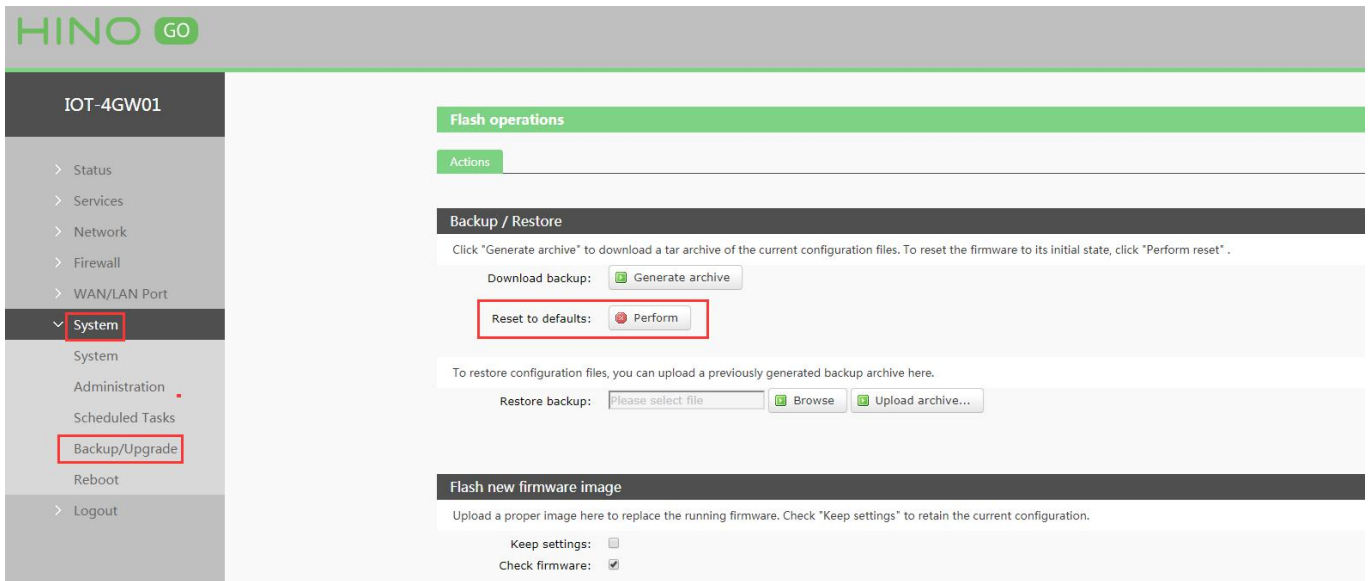 HINO GO
IOT-4GW01
Status
Services
Network
Firewall
WAN/LAN Port
System
System
Administration
Scheduled Tasks
Backup/Upgrade
Reboot
Logout
Flash operations
Actions
Backup / Restore
Click "Generate archive" to download a tar archive of the current configuration files. To reset the firmware to its initial state, click "Perform reset" .
Download backup: Generate archive
Reset to defaults: Perform
To restore configuration files, you can upload a previously generated backup archive here.
Restore backup: Please select file Browse Upload archive...
Flash new firmware image
Upload a proper image here to replace the running firmware. Check "Keep settings" to retain the current configuration.
Keep settings:
Check firmware: